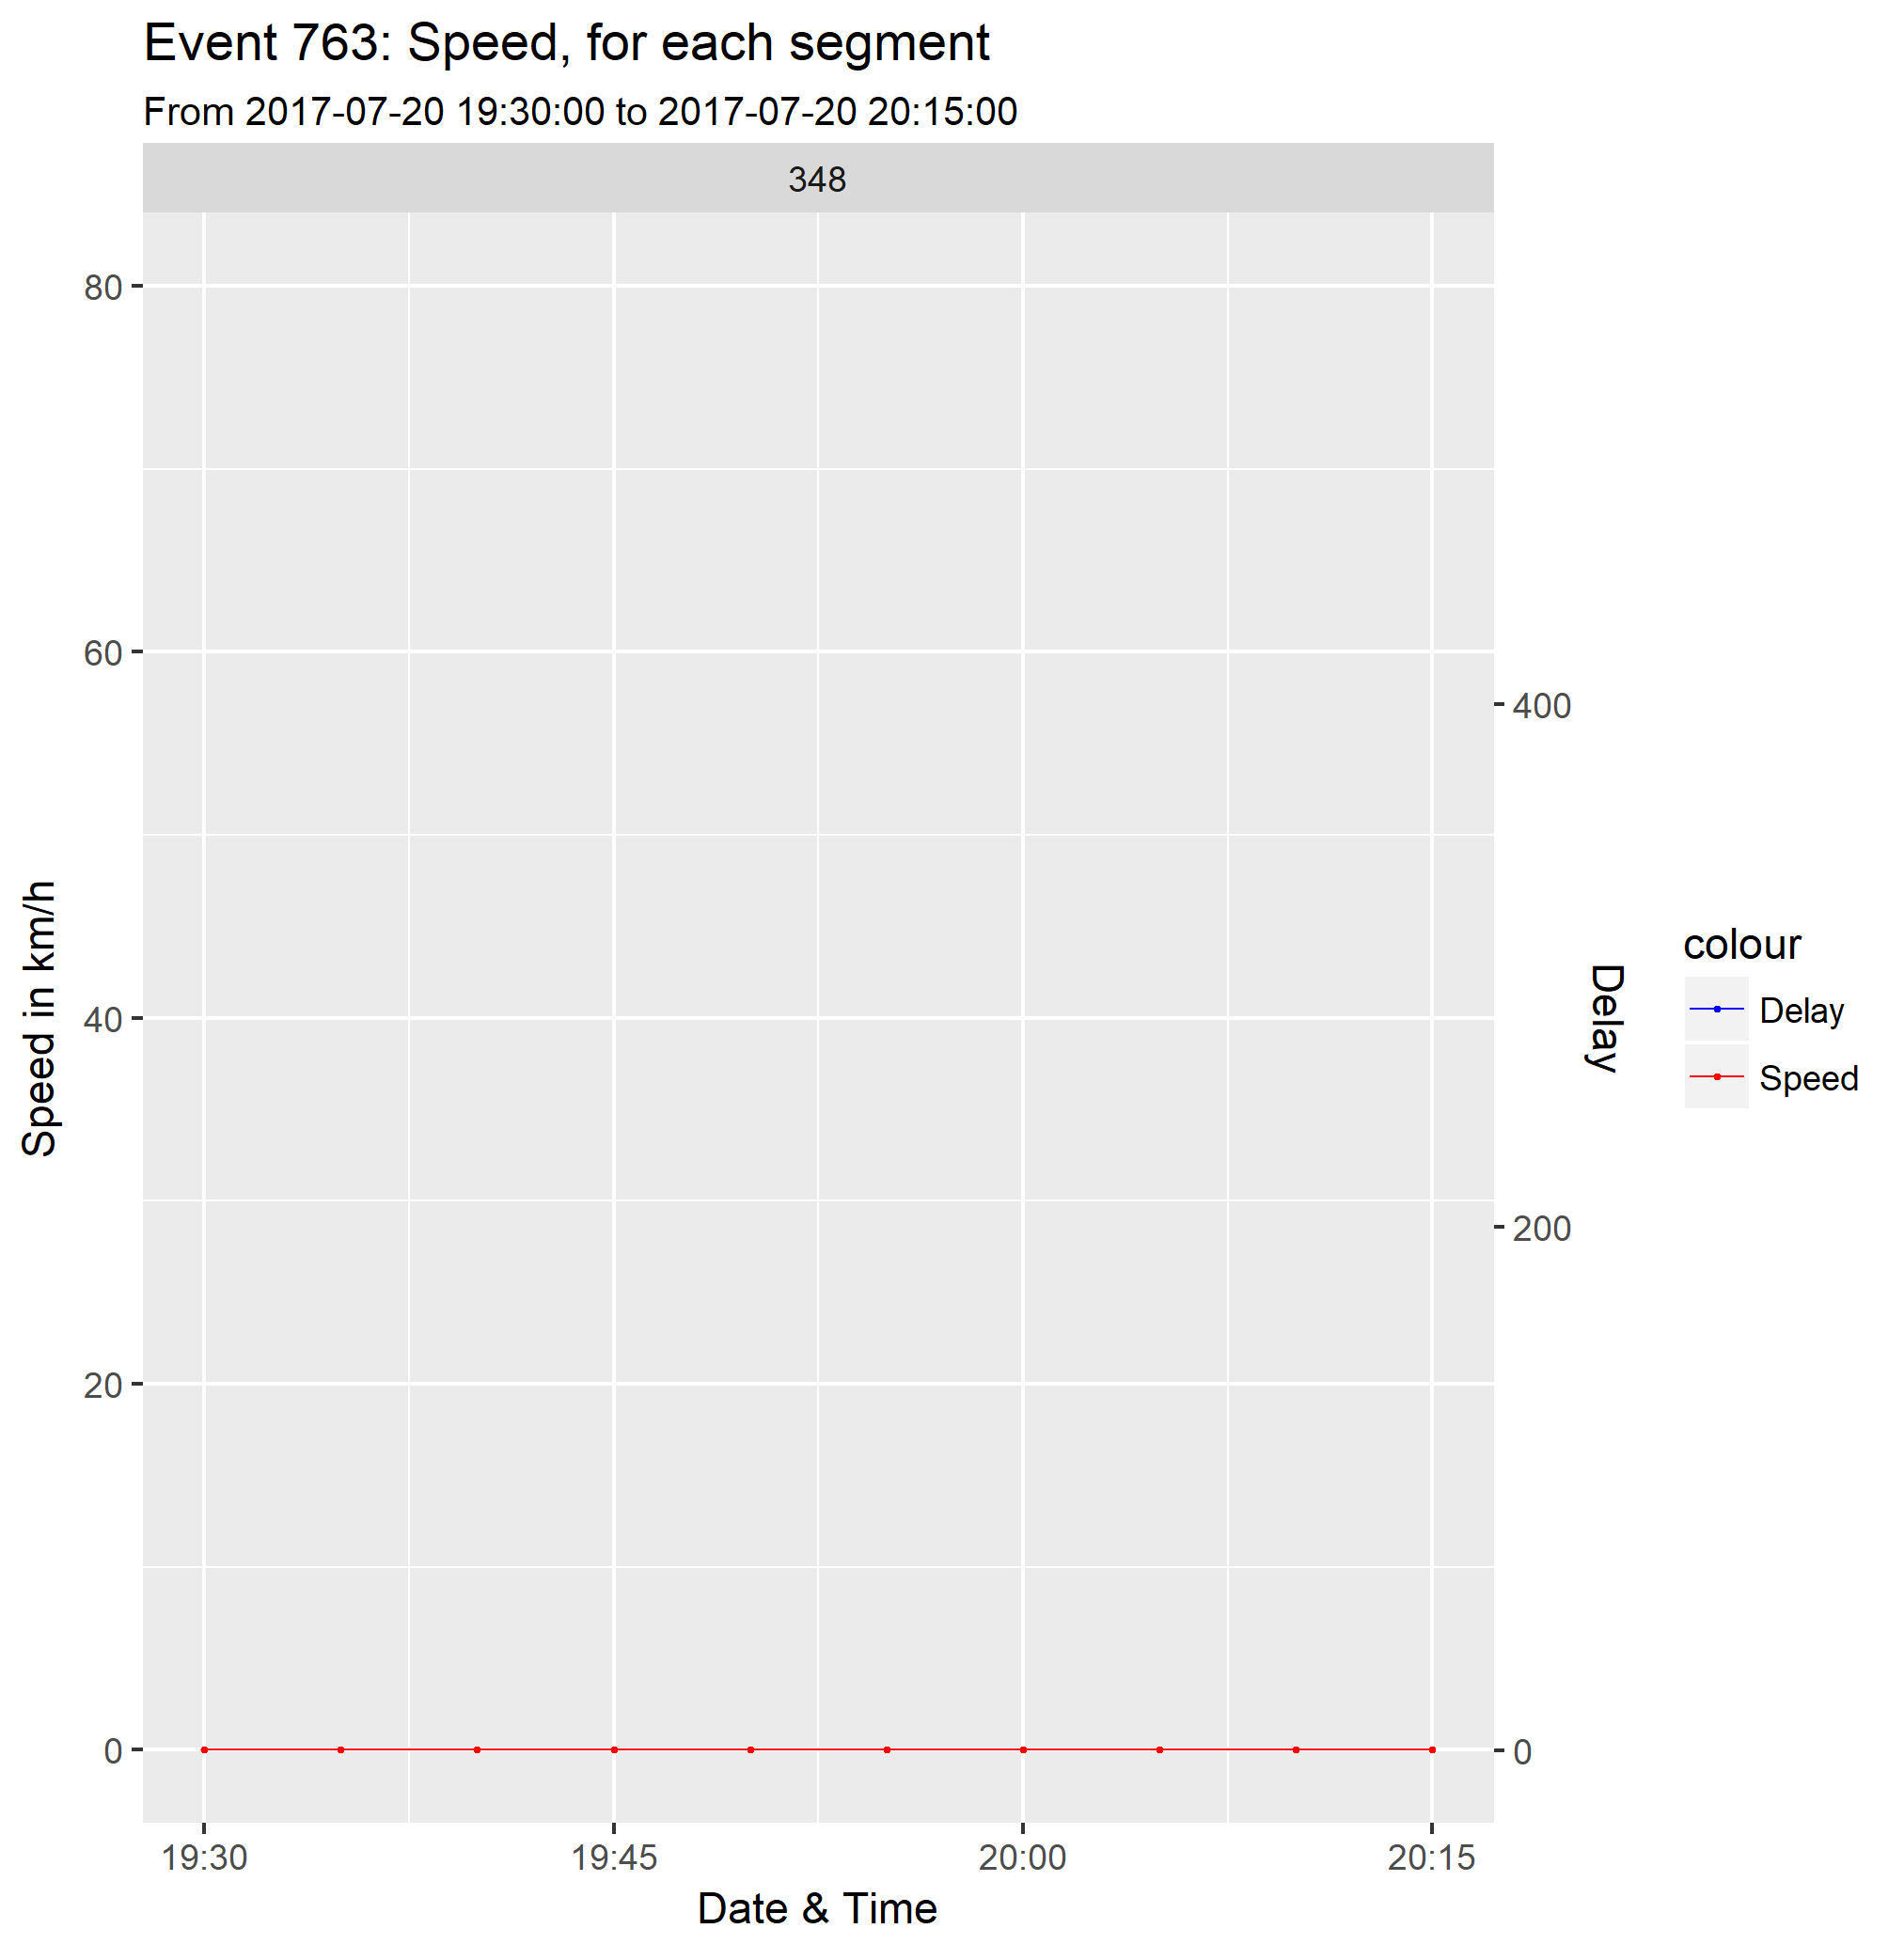 Event 763: Speed, for each segment
From 2017-07-20 19:30:00 to 2017-07-20 20:15:00
348
80
60
40
20
0
Speed in km/h
400
200
0
Delay
19:30
19:45
20:00
20:15
Date & Time
colour
Delay
Speed